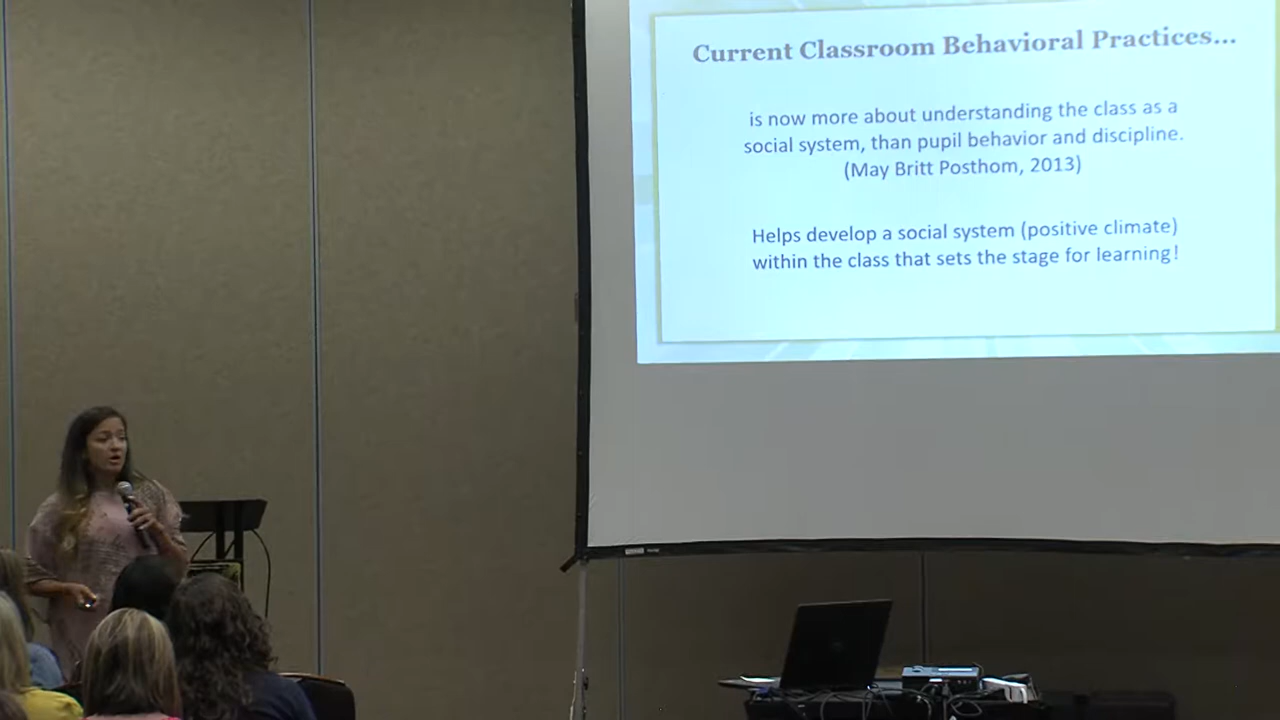 Current Classroom Behavioral Practices...
is now more about understanding the class as a
social system, than pupil behavior and discipline.
(May Britt Posthom, 2013)
Helps develop a social system (positive climate)
within the class that sets the stage for learning!